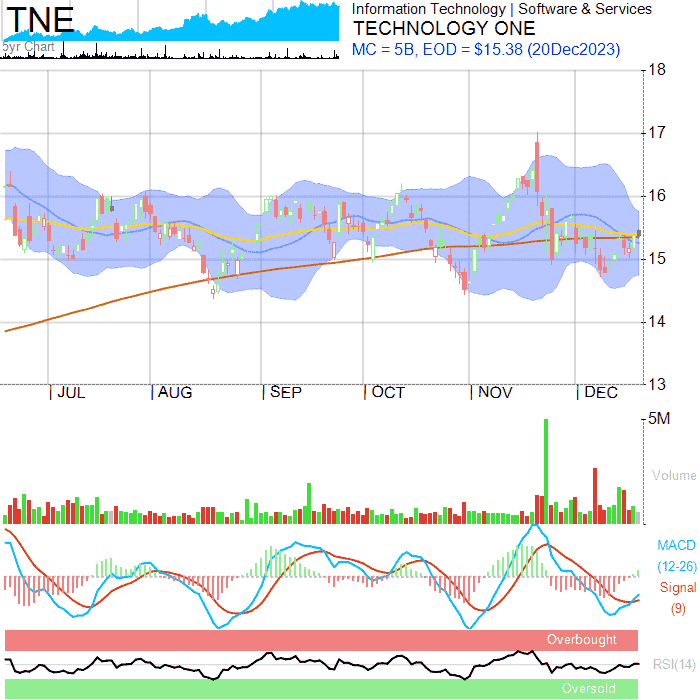 TNE
5yr Chart
Information Technology | Software & Services
TECHNOLOGY ONE
MC = 5B, EOD = $15.38 (20Dec2023)
18
17
16
15
14
13
JUL AUG SEP OCT NOV DEC
5M
Volume
MACD
(12-26)
Signal
(9)
Overbought
RSI(14)
Oversold